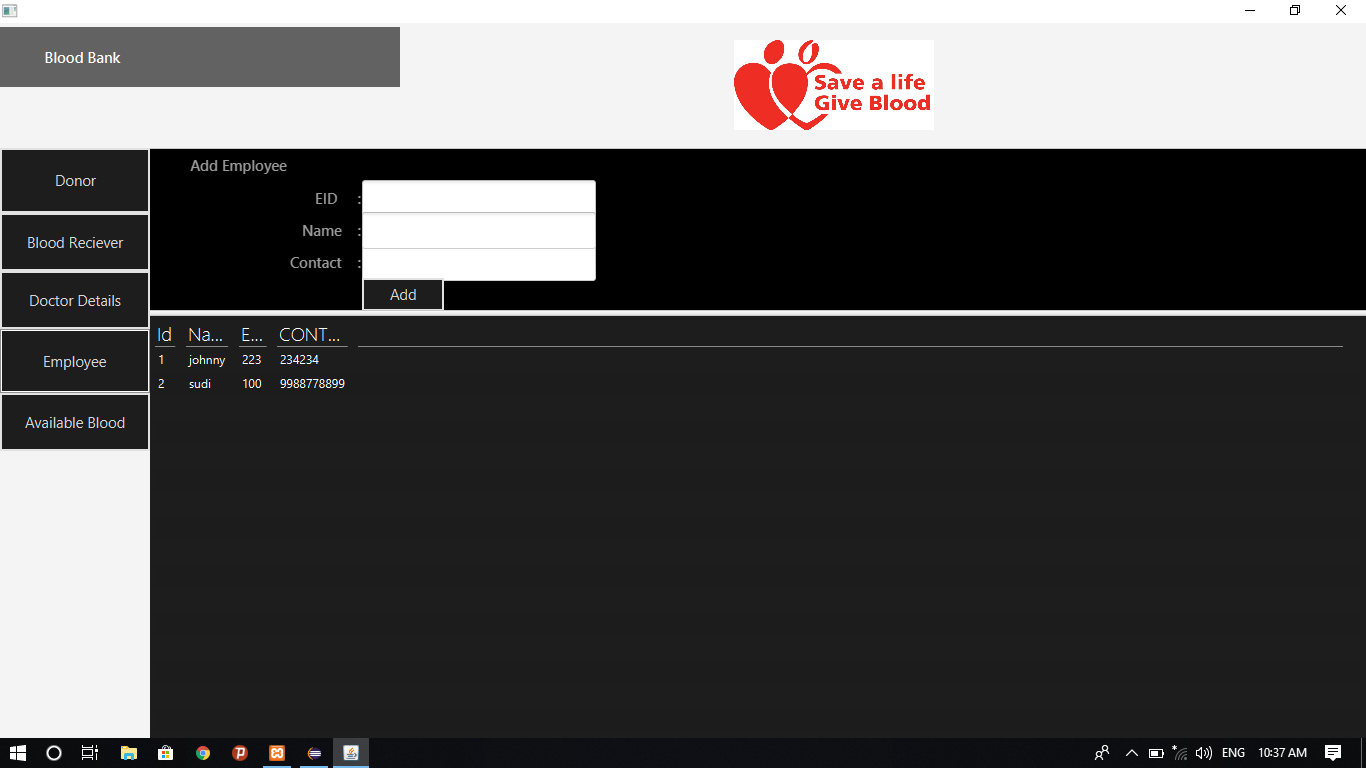 Blood Bank
Save a life
Give Blood
Donor
Blood Reciever
Doctor Details
Employee
Available Blood
Add Employee
EID :
Name :
Contact :
Add
Id Na... E... CONT...
1 johnny 223 234234
2 sudi 100 9988778899
ENG 10:37 AM